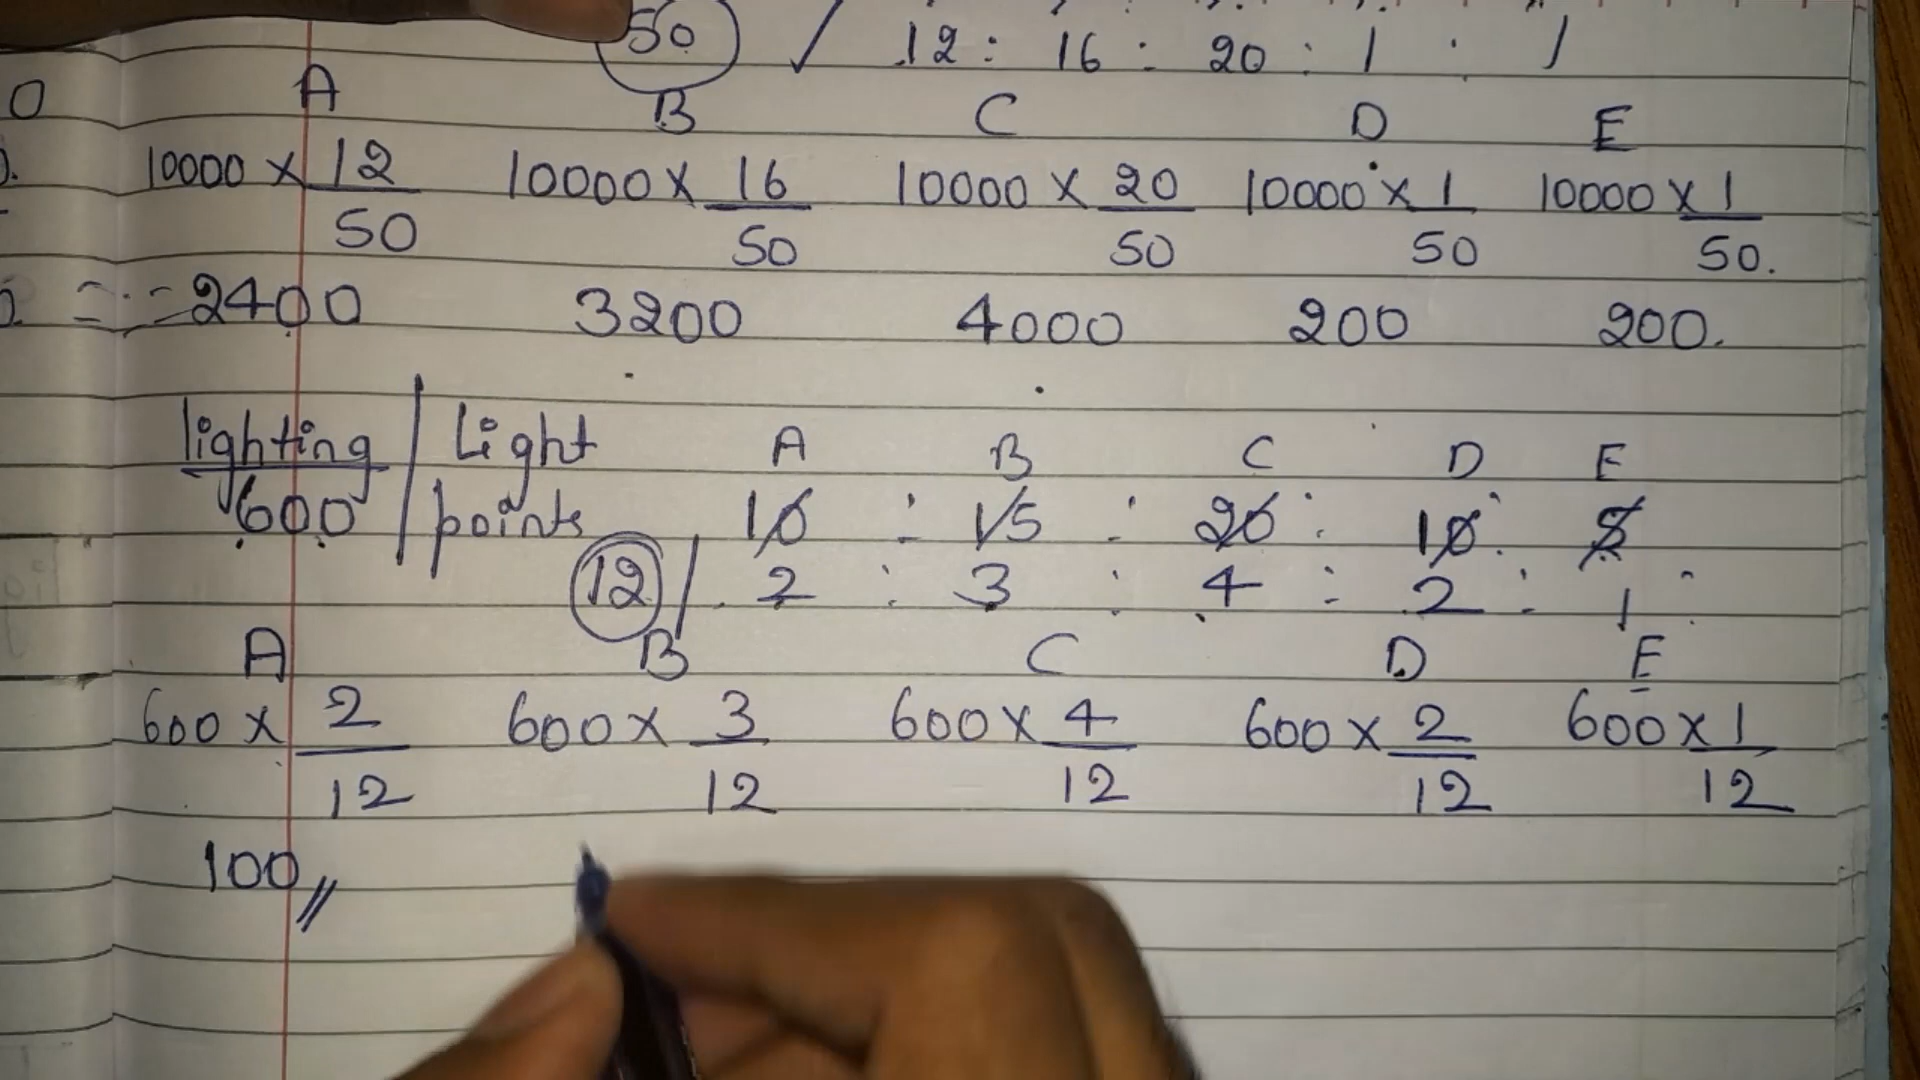 50 / 12 : 16 : 20 : 1 : 1
0 A B C D E
10000 × 12/50 10000 × 16/50 10000 × 20/50 10000 × 1/50 10000 × 1/50.
= = 2400 3200 4000 200 200.
lighting | Light A B C D E
600 | points 10 : 15 : 20 : 10 : 5
12 / 2 : 3 : 4 : 2 : 1
A B C D E
600 × 2/12 600 × 3/12 600 × 4/12 600 × 2/12 600 × 1/12
100 //